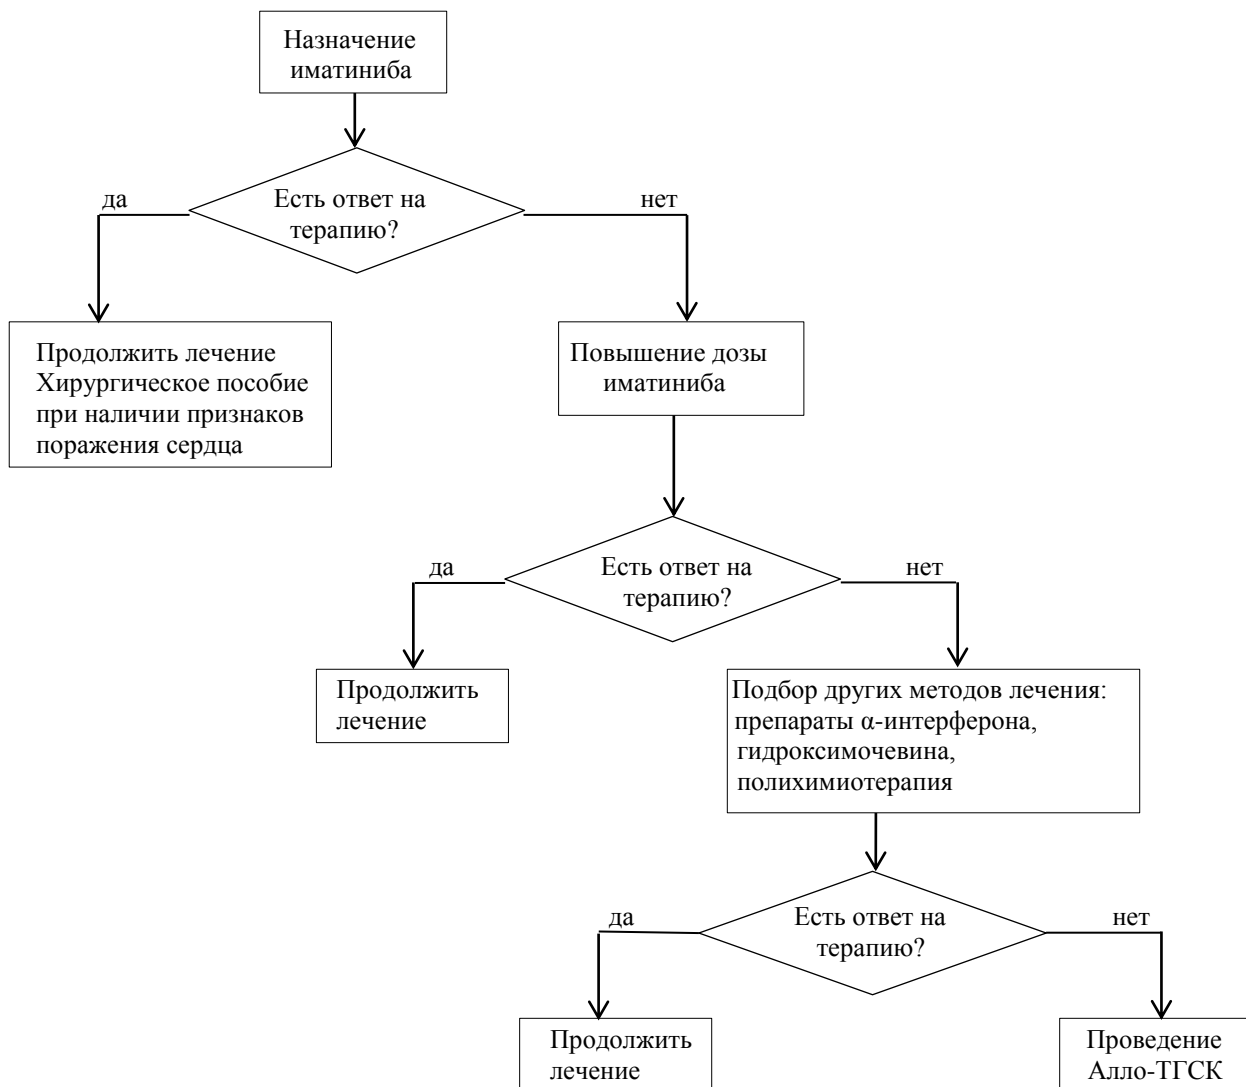 Назначение
иматиниба
Есть ответ на
терапию?
да
нет
Продолжить лечение
Хирургическое пособие
при наличии признаков
поражения сердца
Повышение дозы
иматиниба
Есть ответ на
терапию?
да
нет
Продолжить
лечение
Подбор других методов лечения:
препараты α-интерферона,
гидроксимочевина,
полихимиотерапия
Есть ответ на
терапию?
да
нет
Продолжить
лечение
Проведение
Алло-ТГСК